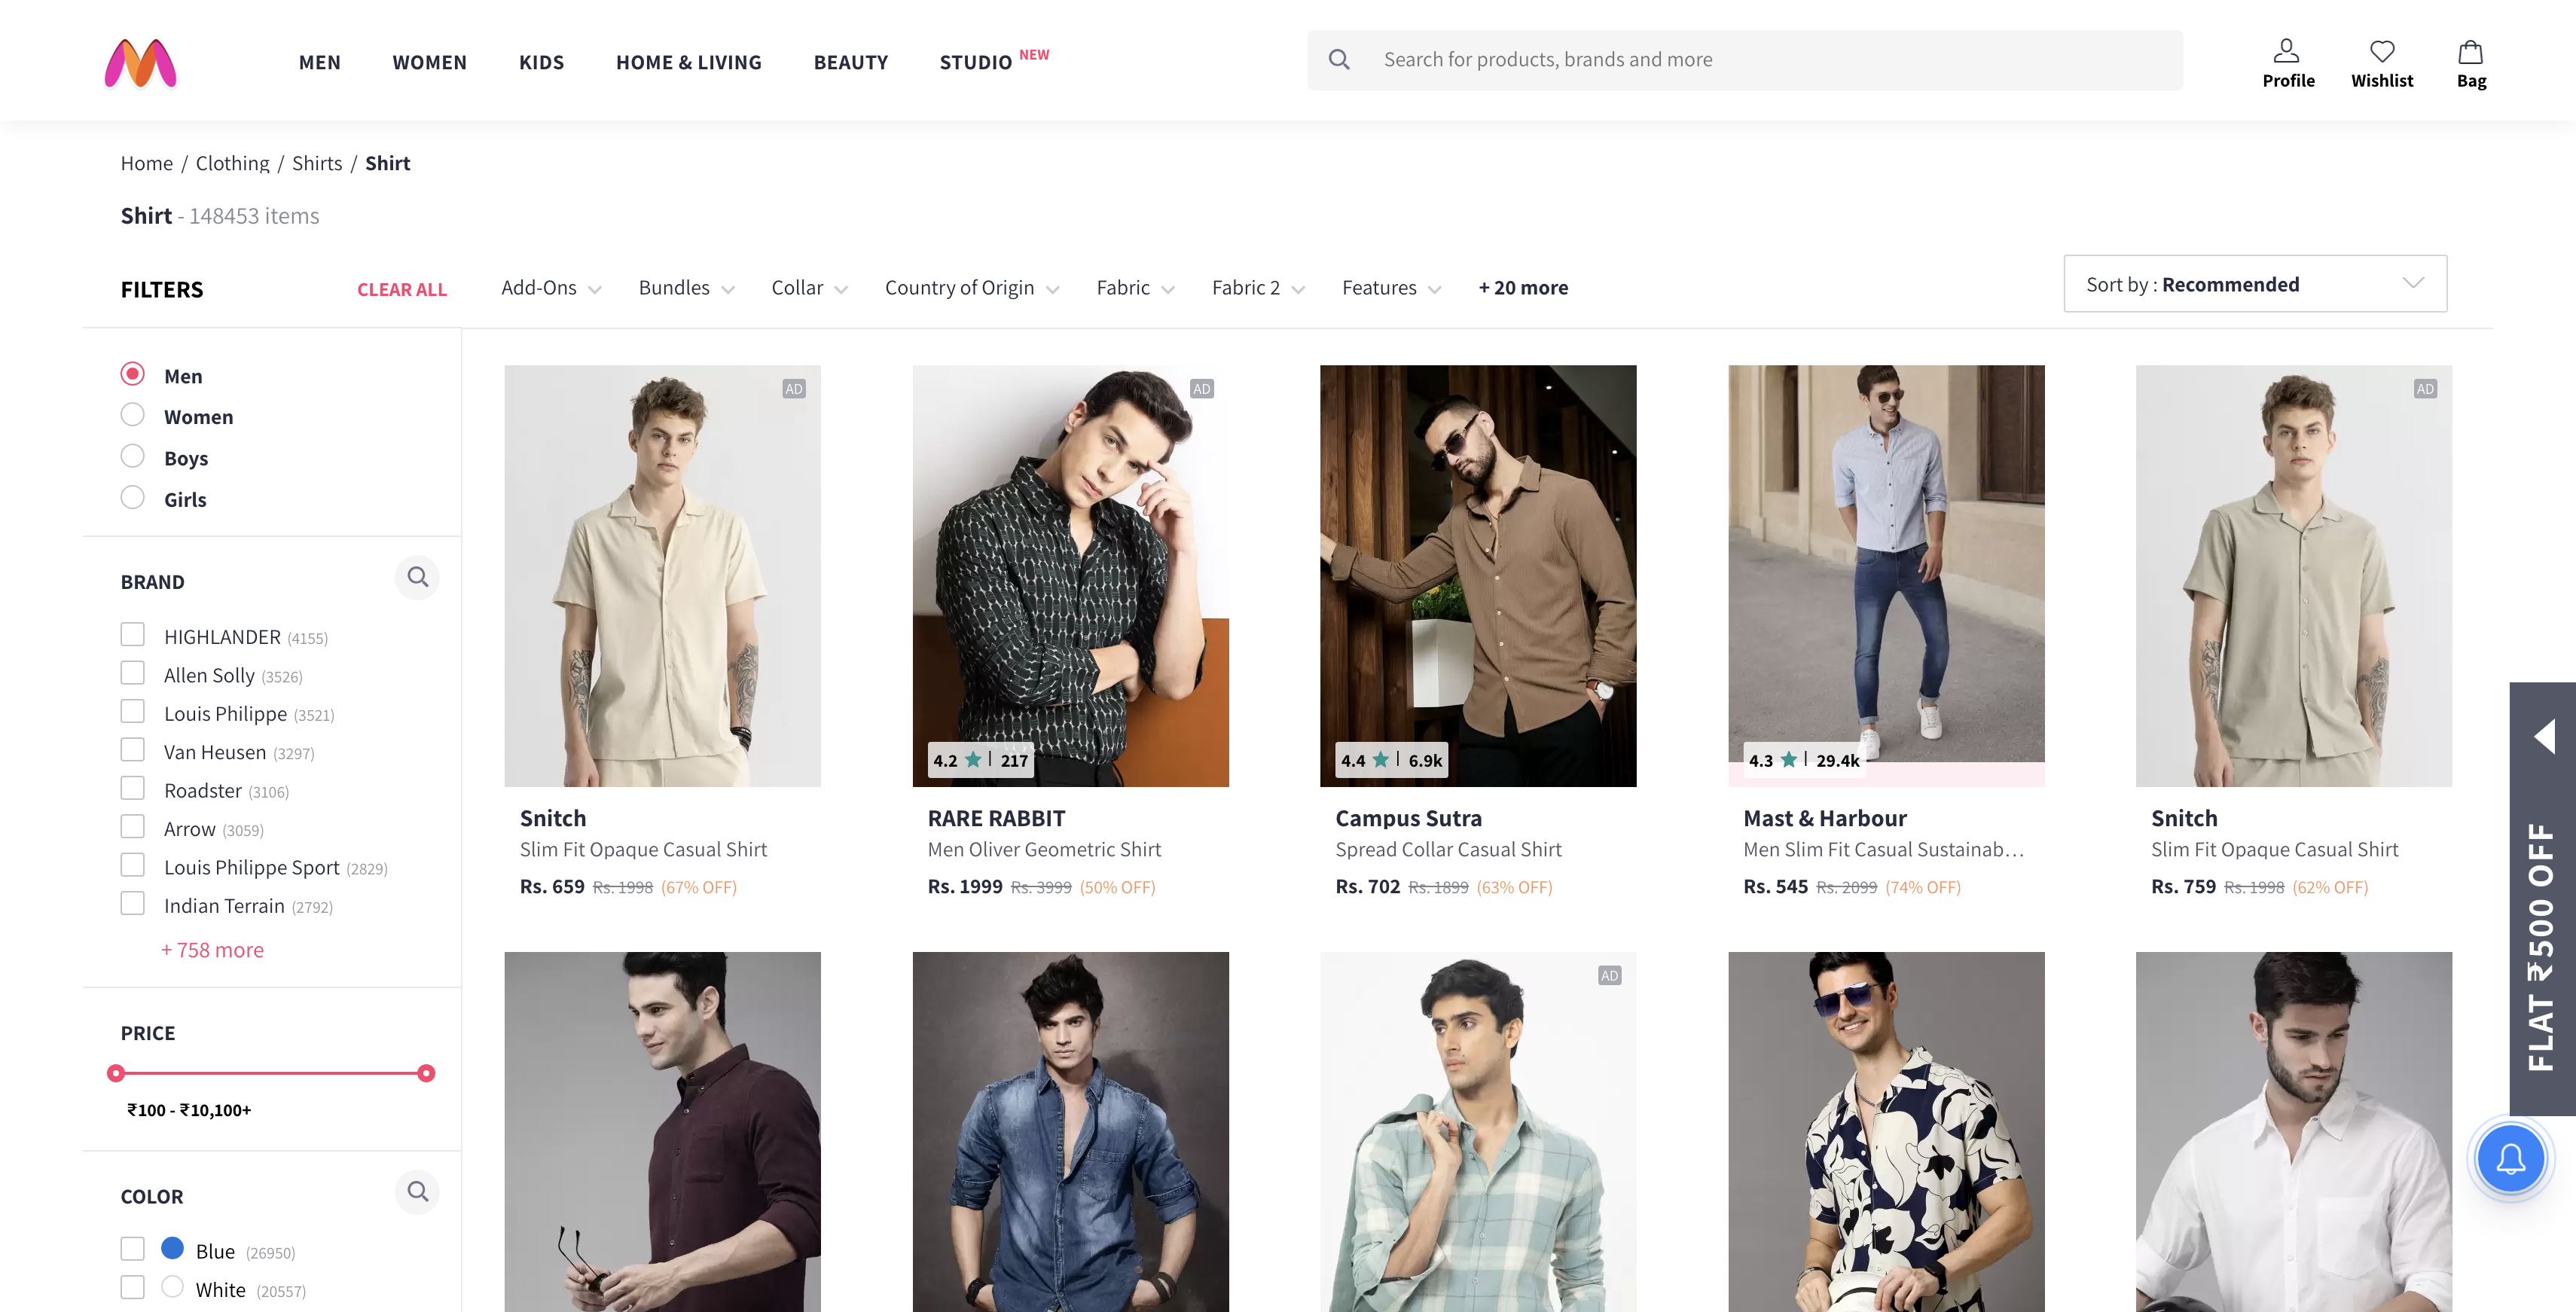 MEN WOMEN KIDS HOME & LIVING BEAUTY STUDIO NEW
Search for products, brands and more
Profile Wishlist Bag
Home / Clothing / Shirts / Shirt
Shirt - 148453 items
FILTERS CLEAR ALL
Add-Ons Bundles Collar Country of Origin Fabric Fabric 2 Features + 20 more
Sort by : Recommended
Men
Women
Boys
Girls
BRAND
HIGHLANDER (4155)
Allen Solly (3526)
Louis Philippe (3521)
Van Heusen (3297)
Roadster (3106)
Arrow (3059)
Louis Philippe Sport (2829)
Indian Terrain (2792)
+ 758 more
PRICE
₹100 - ₹10,100+
COLOR
Blue (26950)
White (20557)
AD
Snitch
Slim Fit Opaque Casual Shirt
Rs. 659 Rs. 1998 (67% OFF)
AD
4.2 ★ | 217
RARE RABBIT
Men Oliver Geometric Shirt
Rs. 1999 Rs. 3999 (50% OFF)
4.4 ★ | 6.9k
Campus Sutra
Spread Collar Casual Shirt
Rs. 702 Rs. 1899 (63% OFF)
4.3 ★ | 29.4k
Mast & Harbour
Men Slim Fit Casual Sustainab...
Rs. 545 Rs. 2099 (74% OFF)
AD
Snitch
Slim Fit Opaque Casual Shirt
Rs. 759 Rs. 1998 (62% OFF)
AD
FLAT ₹500 OFF